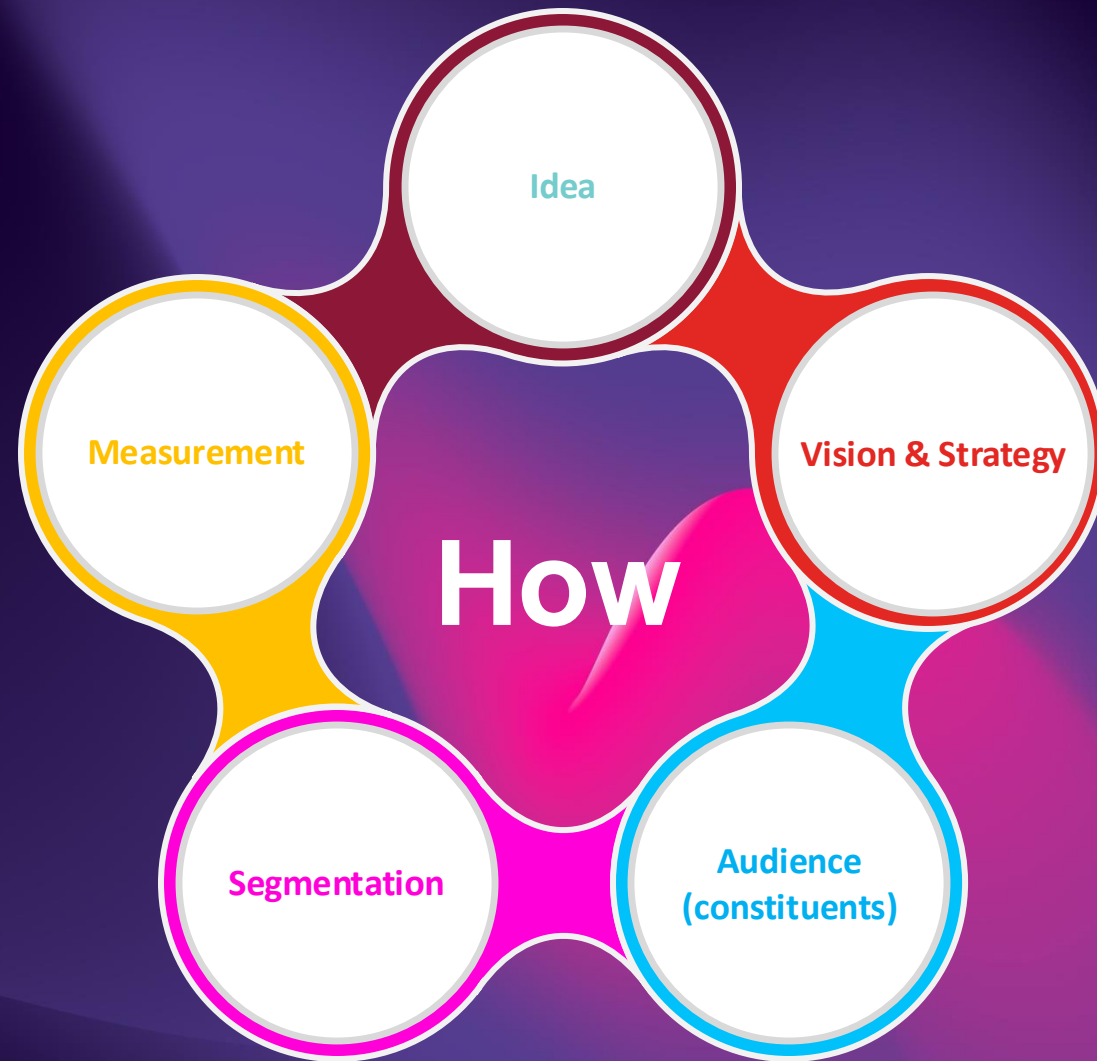 Idea
Measurement
Vision & Strategy
How
Segmentation
Audience
(constituents)